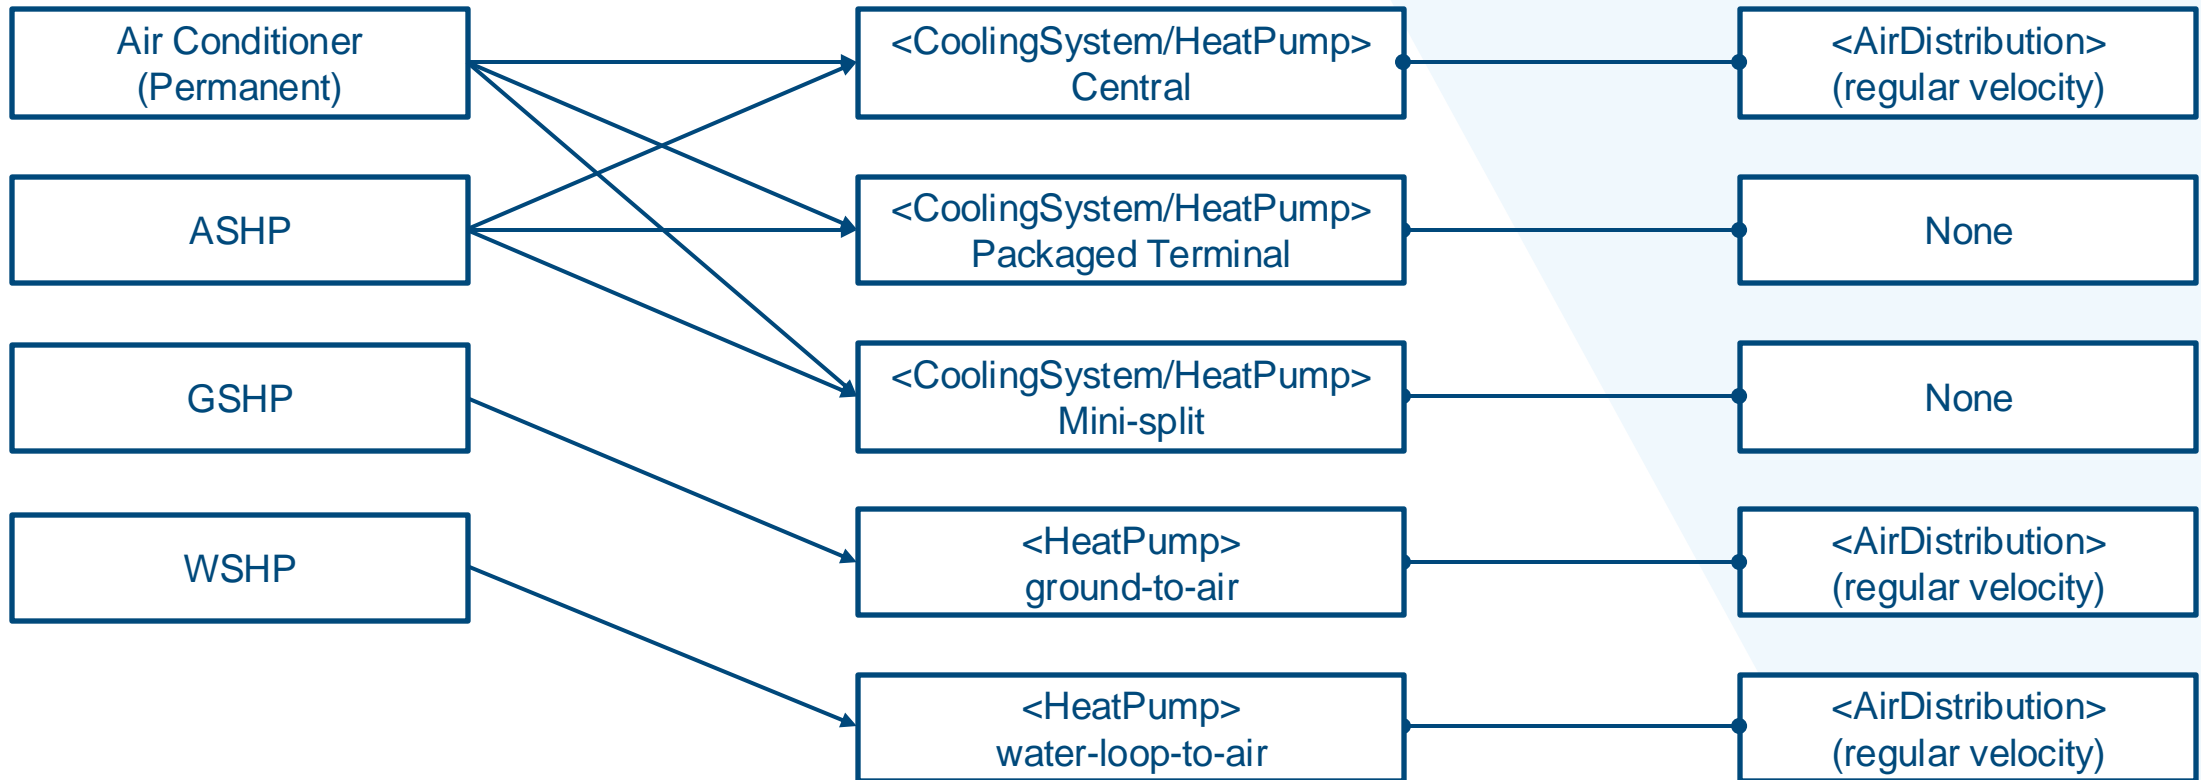 Air Conditioner
(Permanent)
<CoolingSystem/HeatPump>
Central
<AirDistribution>
(regular velocity)
ASHP
<CoolingSystem/HeatPump>
Packaged Terminal
None
GSHP
<CoolingSystem/HeatPump>
Mini-split
None
WSHP
<HeatPump>
ground-to-air
<AirDistribution>
(regular velocity)
<HeatPump>
water-loop-to-air
<AirDistribution>
(regular velocity)